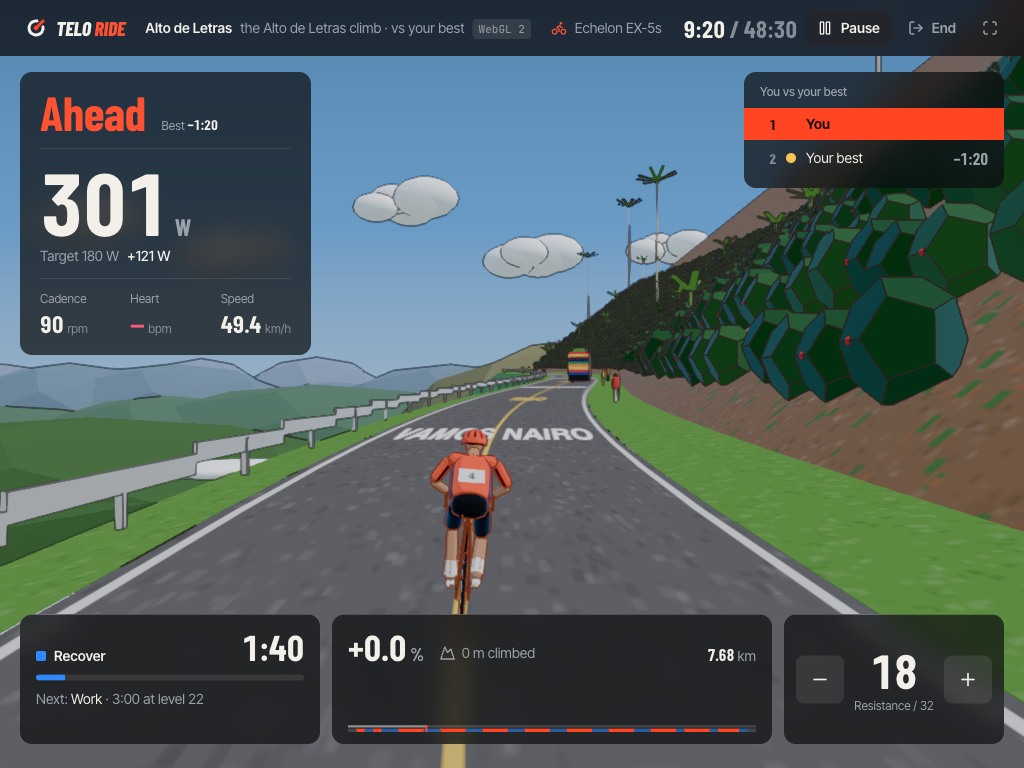 TELO RIDE
Alto de Letras the Alto de Letras climb · vs your best WebGL 2
Echelon EX-5s
9:20 / 48:30
Pause
End
Ahead
Best −1:20
301 W
Target 180 W +121 W
Cadence Heart Speed
90 rpm — bpm 49.4 km/h
You vs your best
1 You
2 Your best −1:20
VAMOS NAIRO
4
Recover 1:40
Next: Work · 3:00 at level 22
+0.0 % 0 m climbed 7.68 km
− 18 +
Resistance / 32